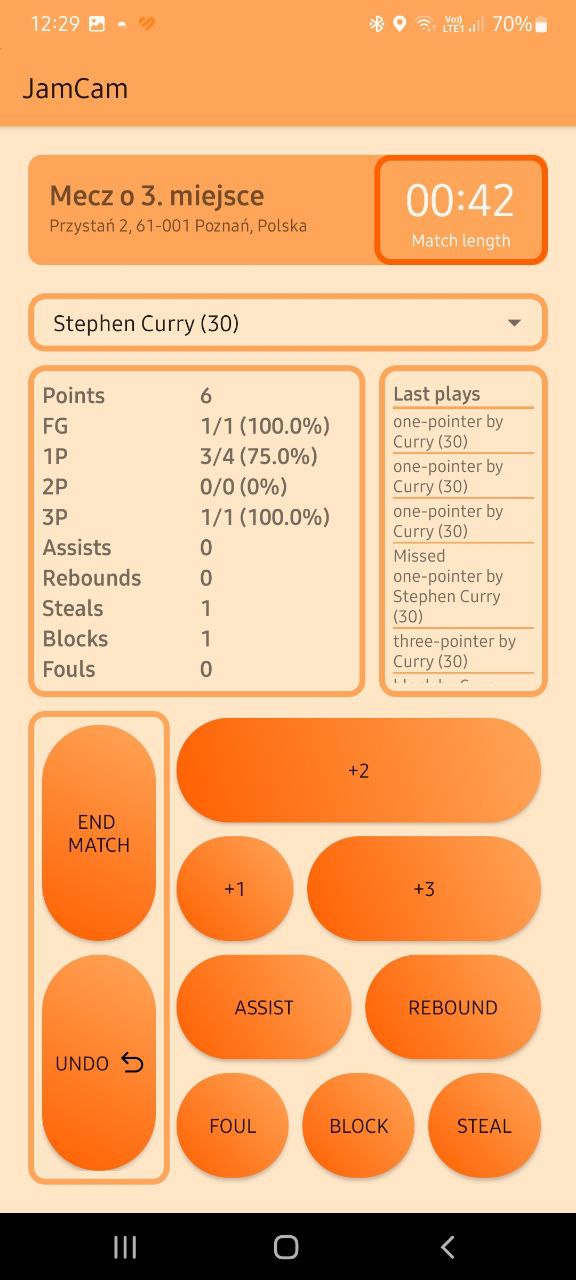 12:29
Vo))
LTE1
70%
JamCam
Mecz o 3. miejsce
Przystań 2, 61-001 Poznań, Polska
00:42
Match length
Stephen Curry (30)
Points 6
FG 1/1 (100.0%)
1P 3/4 (75.0%)
2P 0/0 (0%)
3P 1/1 (100.0%)
Assists 0
Rebounds 0
Steals 1
Blocks 1
Fouls 0
Last plays
one-pointer by
Curry (30)
one-pointer by
Curry (30)
one-pointer by
Curry (30)
Missed
one-pointer by
Stephen Curry
(30)
three-pointer by
Curry (30)
END
MATCH
UNDO
+2
+1
+3
ASSIST
REBOUND
FOUL
BLOCK
STEAL